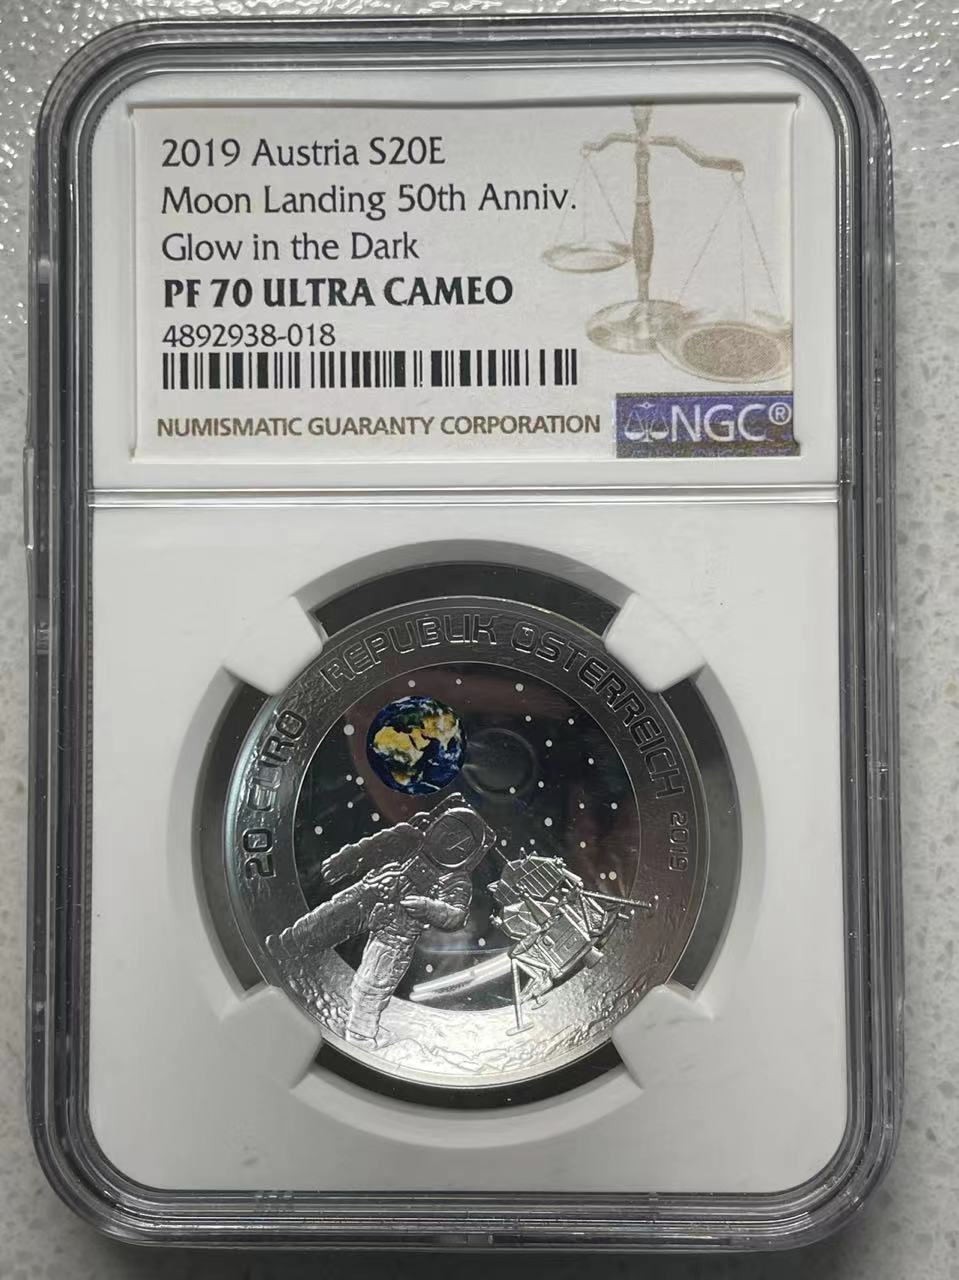 2019 Austria S20E
Moon Landing 50th Anniv.
Glow in the Dark
PF 70 ULTRA CAMEO
4892938-018
NUMISMATIC GUARANTY CORPORATION
NGC®
20 EURO REPUBLIK ÖSTERREICH 2019